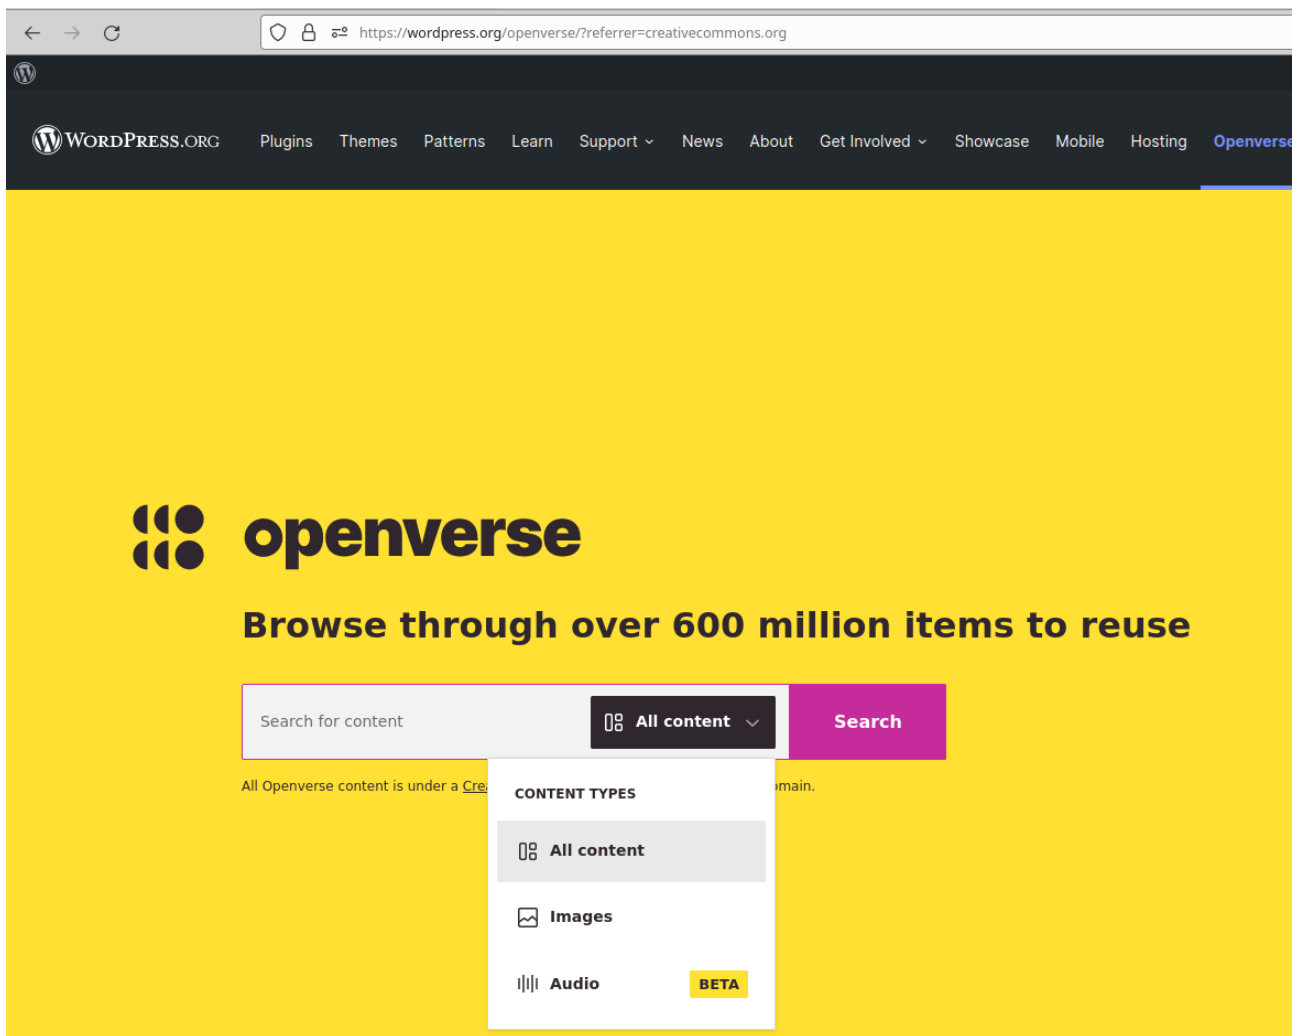 https://wordpress.org/openverse/?referrer=creativecommons.org
WORDPRESS.ORG Plugins Themes Patterns Learn Support News About Get Involved Showcase Mobile Hosting Openverse
openverse
Browse through over 600 million items to reuse
Search for content All content Search
All Openverse content is under a
CONTENT TYPES
All content
Images
Audio BETA